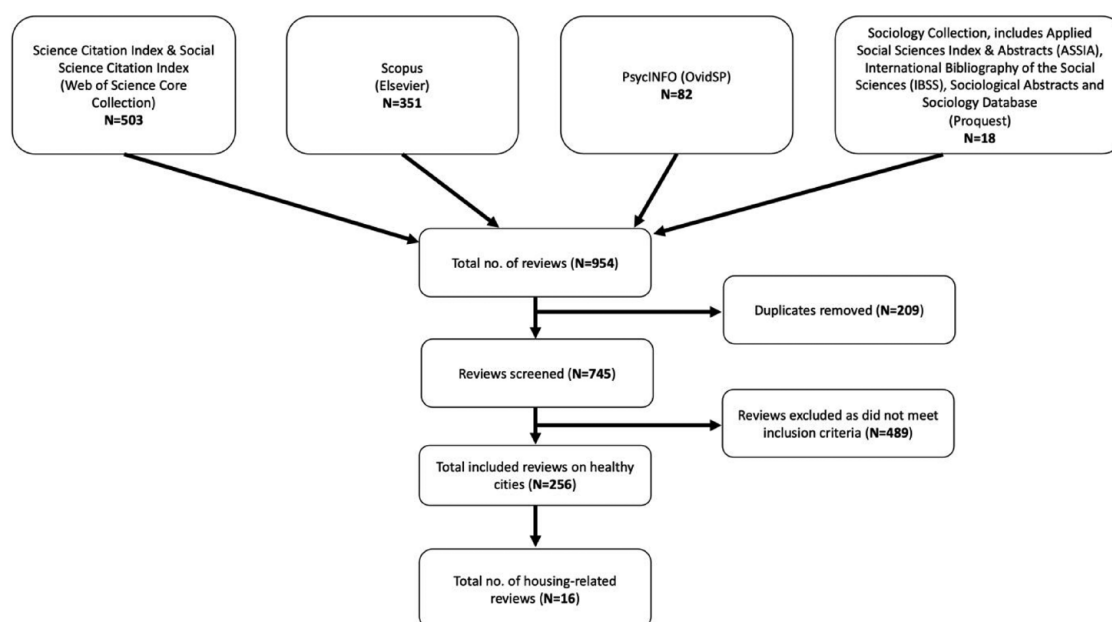 Science Citation Index & Social
Science Citation Index
(Web of Science Core
Collection)
N=503
Scopus
(Elsevier)
N=351
PsycINFO (OvidSP)
N=82
Sociology Collection, includes Applied
Social Sciences Index & Abstracts (ASSIA),
International Bibliography of the Social
Sciences (IBSS), Sociological Abstracts and
Sociology Database
(Proquest)
N=18
Total no. of reviews (N=954)
Duplicates removed (N=209)
Reviews screened (N=745)
Reviews excluded as did not meet
inclusion criteria (N=489)
Total included reviews on healthy
cities (N=256)
Total no. of housing-related
reviews (N=16)